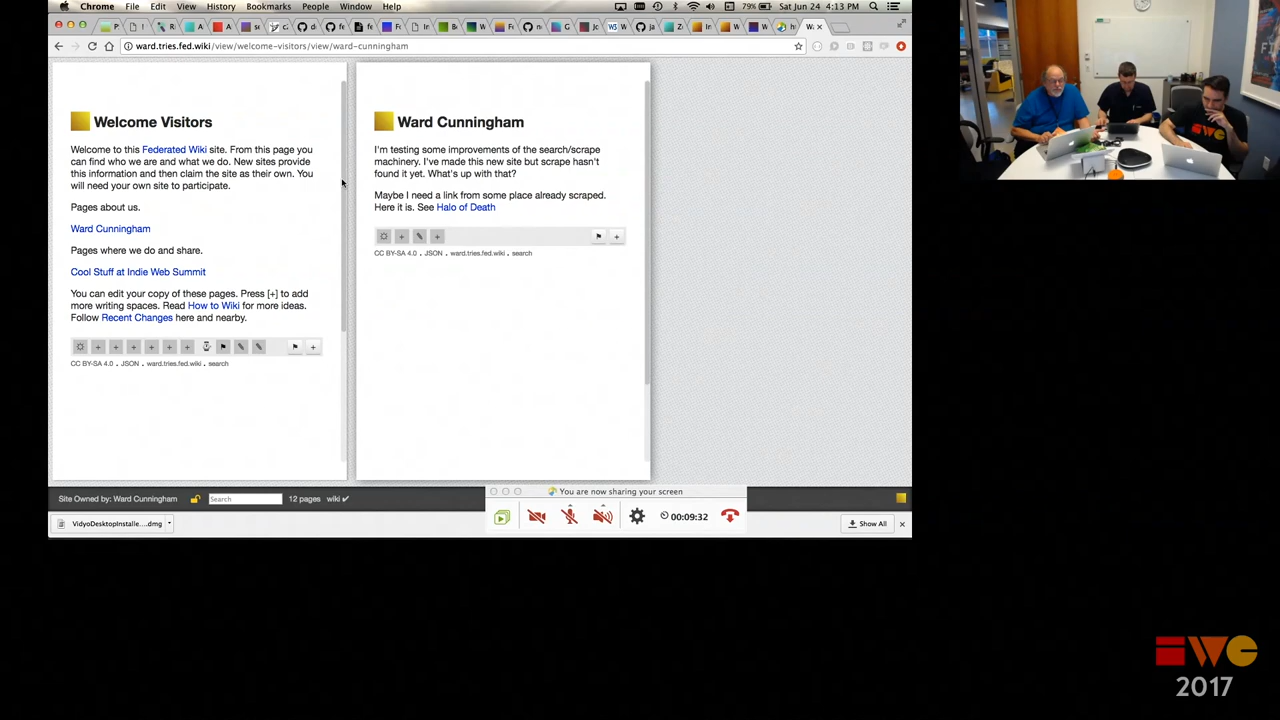 Chrome File Edit View History Bookmarks People Window Help
79% Sat Jun 24 4:13 PM
ward.tries.fed.wiki/view/welcome-visitors/view/ward-cunningham
Welcome Visitors
Welcome to this Federated Wiki site. From this page you
can find who we are and what we do. New sites provide
this information and then claim the site as their own. You
will need your own site to participate.
Pages about us.
Ward Cunningham
Pages where we do and share.
Cool Stuff at Indie Web Summit
You can edit your copy of these pages. Press [+] to add
more writing spaces. Read How to Wiki for more ideas.
Follow Recent Changes here and nearby.
CC BY-SA 4.0 . JSON . ward.tries.fed.wiki . search
Ward Cunningham
I'm testing some improvements of the search/scrape
machinery. I've made this new site but scrape hasn't
found it yet. What's up with that?
Maybe I need a link from some place already scraped.
Here it is. See Halo of Death
CC BY-SA 4.0 . JSON . ward.tries.fed.wiki . search
Site Owned by: Ward Cunningham
Search
12 pages wiki ✔
You are now sharing your screen
00:09:32
VidyoDesktopInstalle....dmg
Show All
IWC
2017